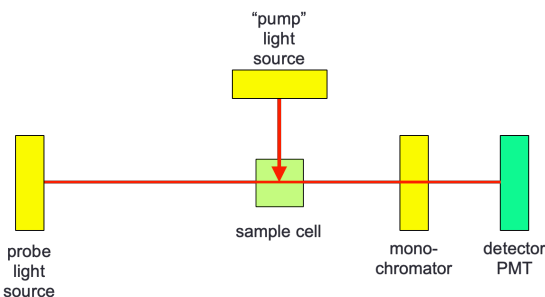 “pump”
light
source
sample cell
probe
light
source
mono-
chromator
detector
PMT